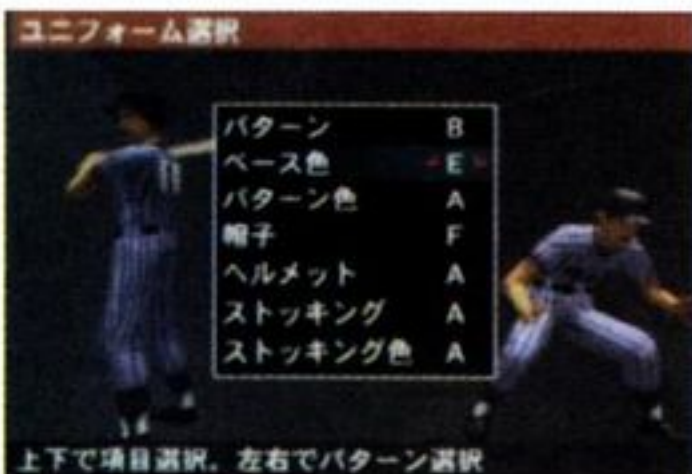 ユニフォーム選択
パターン B
ベース色 E
パターン色 A
帽子 F
ヘルメット A
ストッキング A
ストッキング色 A
上下で項目選択．左右でパターン選択